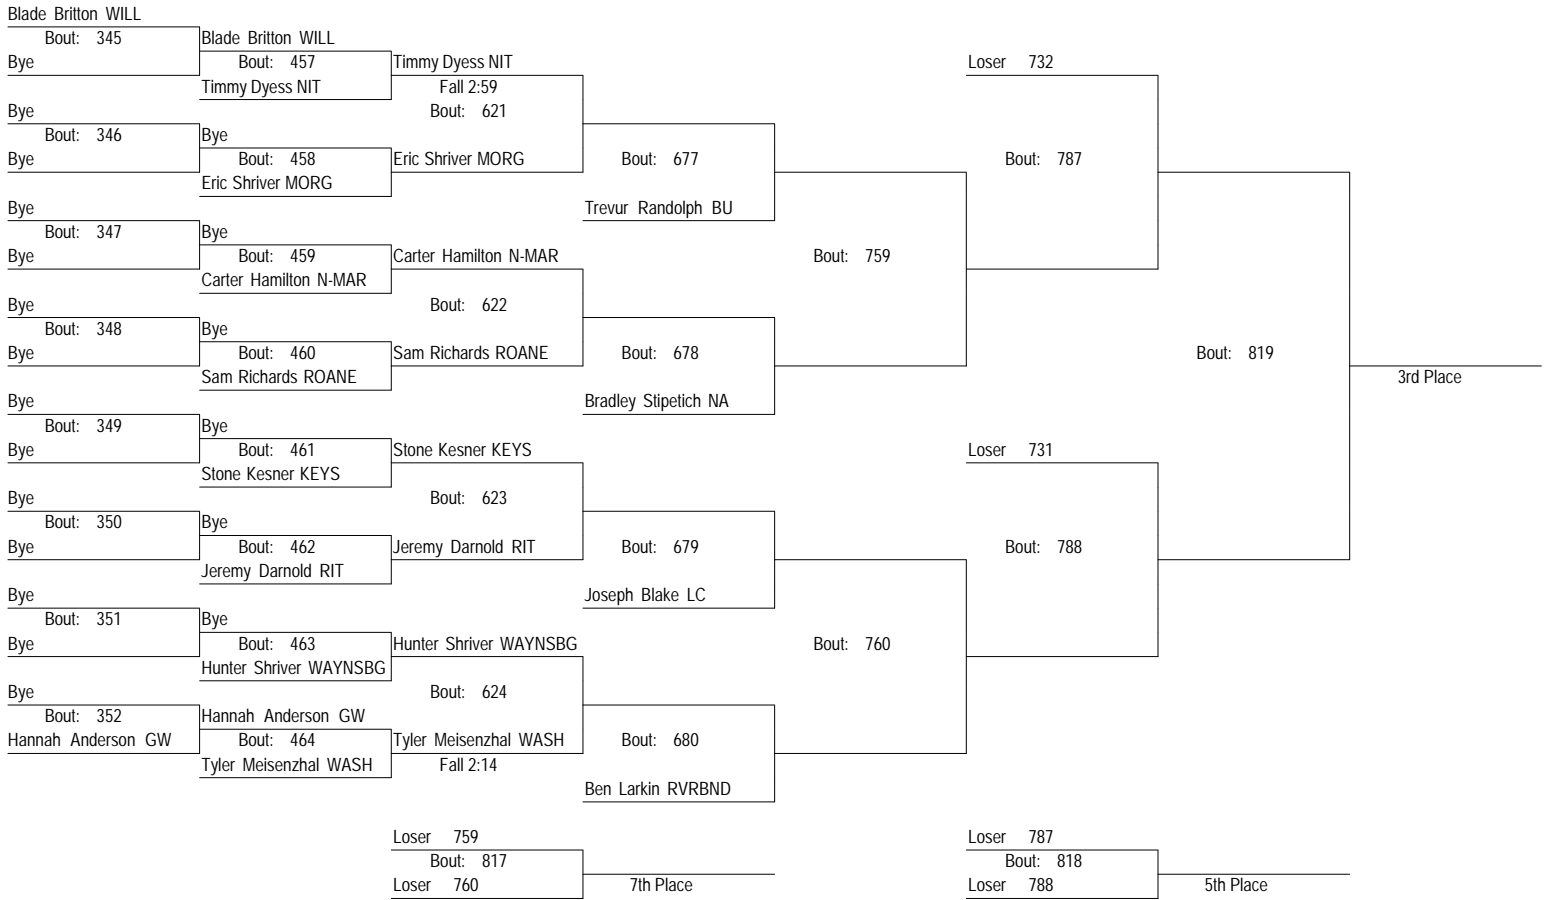 Blade Britton WILL
Bout: 345
Bye
Bye
Bout: 346
Bye
Bye
Bout: 347
Bye
Bye
Bout: 348
Bye
Bye
Bout: 349
Bye
Bye
Bout: 350
Bye
Bye
Bout: 351
Bye
Bye
Bout: 352
Hannah Anderson GW
Blade Britton WILL
Bout: 457
Timmy Dyess NIT
Bye
Bout: 458
Eric Shriver MORG
Bye
Bout: 459
Carter Hamilton N-MAR
Bye
Bout: 460
Sam Richards ROANE
Bye
Bout: 461
Stone Kesner KEYS
Bye
Bout: 462
Jeremy Darnold RIT
Bye
Bout: 463
Hunter Shriver WAYNSBG
Hannah Anderson GW
Bout: 464
Tyler Meisenzhal WASH
Timmy Dyess NIT
Fall 2:59
Bout: 621
Eric Shriver MORG
Carter Hamilton N-MAR
Bout: 622
Sam Richards ROANE
Stone Kesner KEYS
Bout: 623
Jeremy Darnold RIT
Hunter Shriver WAYNSBG
Bout: 624
Tyler Meisenzhal WASH
Fall 2:14
Bout: 677
Trevur Randolph BU
Bout: 678
Bradley Stipetich NA
Bout: 679
Joseph Blake LC
Bout: 680
Ben Larkin RVRBND
Bout: 759
Bout: 760
Loser 732
Bout: 787
Loser 731
Bout: 788
Bout: 819
3rd Place
Loser 759
Bout: 817
Loser 760
7th Place
Loser 787
Bout: 818
Loser 788
5th Place